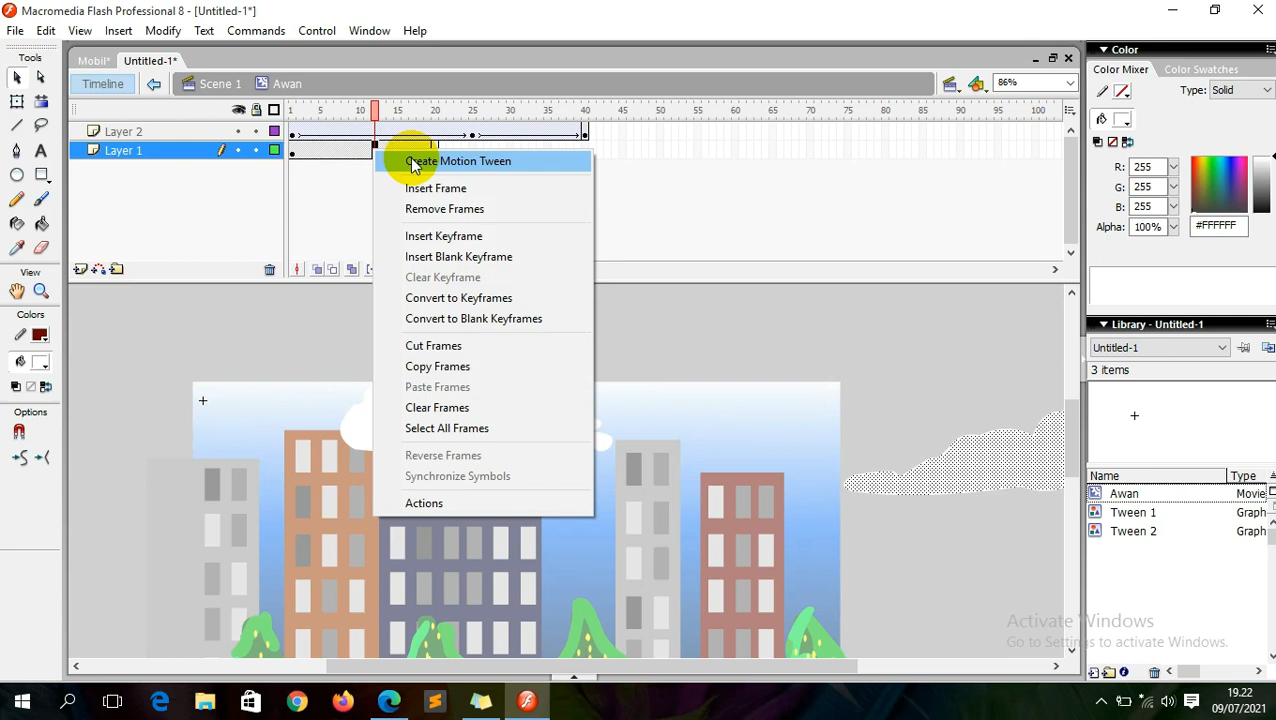 Macromedia Flash Professional 8 - [Untitled-1*]
File Edit View Insert Modify Text Commands Control Window Help
Tools
View
Colors
Options
Mobil* Untitled-1*
Timeline Scene 1 Awan 86%
1 5 10 15 20 25 30 35 40 45 50 55 60 65 70 75 80 85 90 95 100
Layer 2
Layer 1
Create Motion Tween
Insert Frame
Remove Frames
Insert Keyframe
Insert Blank Keyframe
Clear Keyframe
Convert to Keyframes
Convert to Blank Keyframes
Cut Frames
Copy Frames
Paste Frames
Clear Frames
Select All Frames
Reverse Frames
Synchronize Symbols
Actions
Color
Color Mixer Color Swatches
Type: Solid
R: 255
G: 255
B: 255
Alpha: 100% #FFFFFF
Library - Untitled-1
Untitled-1
3 items
Name Type
Awan Movie
Tween 1 Graph
Tween 2 Graph
Activate Windows
Go to Settings to activate Windows.
19.22
09/07/2021